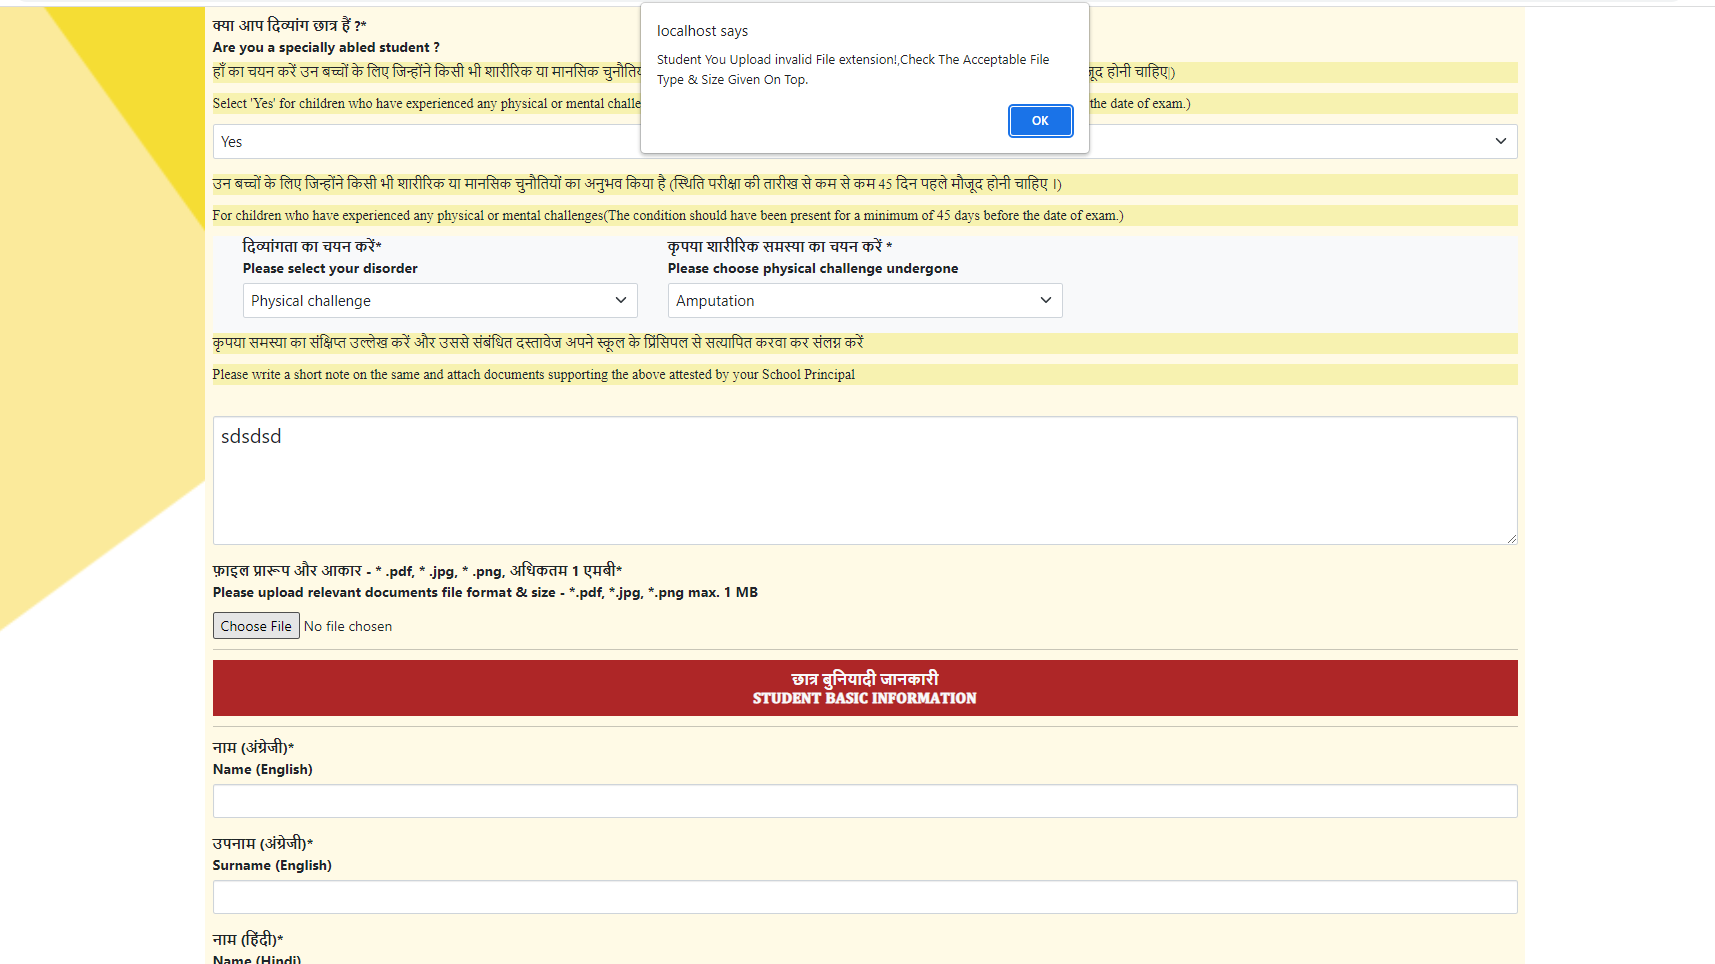 क्या आप दिव्यांग छात्र हैं ?*
Are you a specially abled student ?
हाँ का चयन करें उन बच्चों के लिए जिन्होंने किसी भी शारीरिक या मानसिक
होनी चाहिए|)
Select 'Yes' for children who have experienced any physical or mental
the date of exam.)
localhost says
Student You Upload invalid File extension!,Check The Acceptable File
Type & Size Given On Top.
OK
Yes
उन बच्चों के लिए जिन्होंने किसी भी शारीरिक या मानसिक चुनौतियों का अनुभव किया है (स्थिति परीक्षा की तारीख से कम से कम 45 दिन पहले मौजूद होनी चाहिए ।)
For children who have experienced any physical or mental challenges(The condition should have been present for a minimum of 45 days before the date of exam.)
दिव्यांगता का चयन करें*
Please select your disorder
Physical challenge
कृपया शारीरिक समस्या का चयन करें *
Please choose physical challenge undergone
Amputation
कृपया समस्या का संक्षिप्त उल्लेख करें और उससे संबंधित दस्तावेज अपने स्कूल के प्रिंसिपल से सत्यापित करवा कर संलग्न करें
Please write a short note on the same and attach documents supporting the above attested by your School Principal
sdsdsd
फ़ाइल प्रारूप और आकार - * .pdf, * .jpg, * .png, अधिकतम 1 एमबी*
Please upload relevant documents file format & size - *.pdf, *.jpg, *.png max. 1 MB
Choose File No file chosen
छात्र बुनियादी जानकारी
STUDENT BASIC INFORMATION
नाम (अंग्रेजी)*
Name (English)
उपनाम (अंग्रेजी)*
Surname (English)
नाम (हिंदी)*
Name (Hindi)